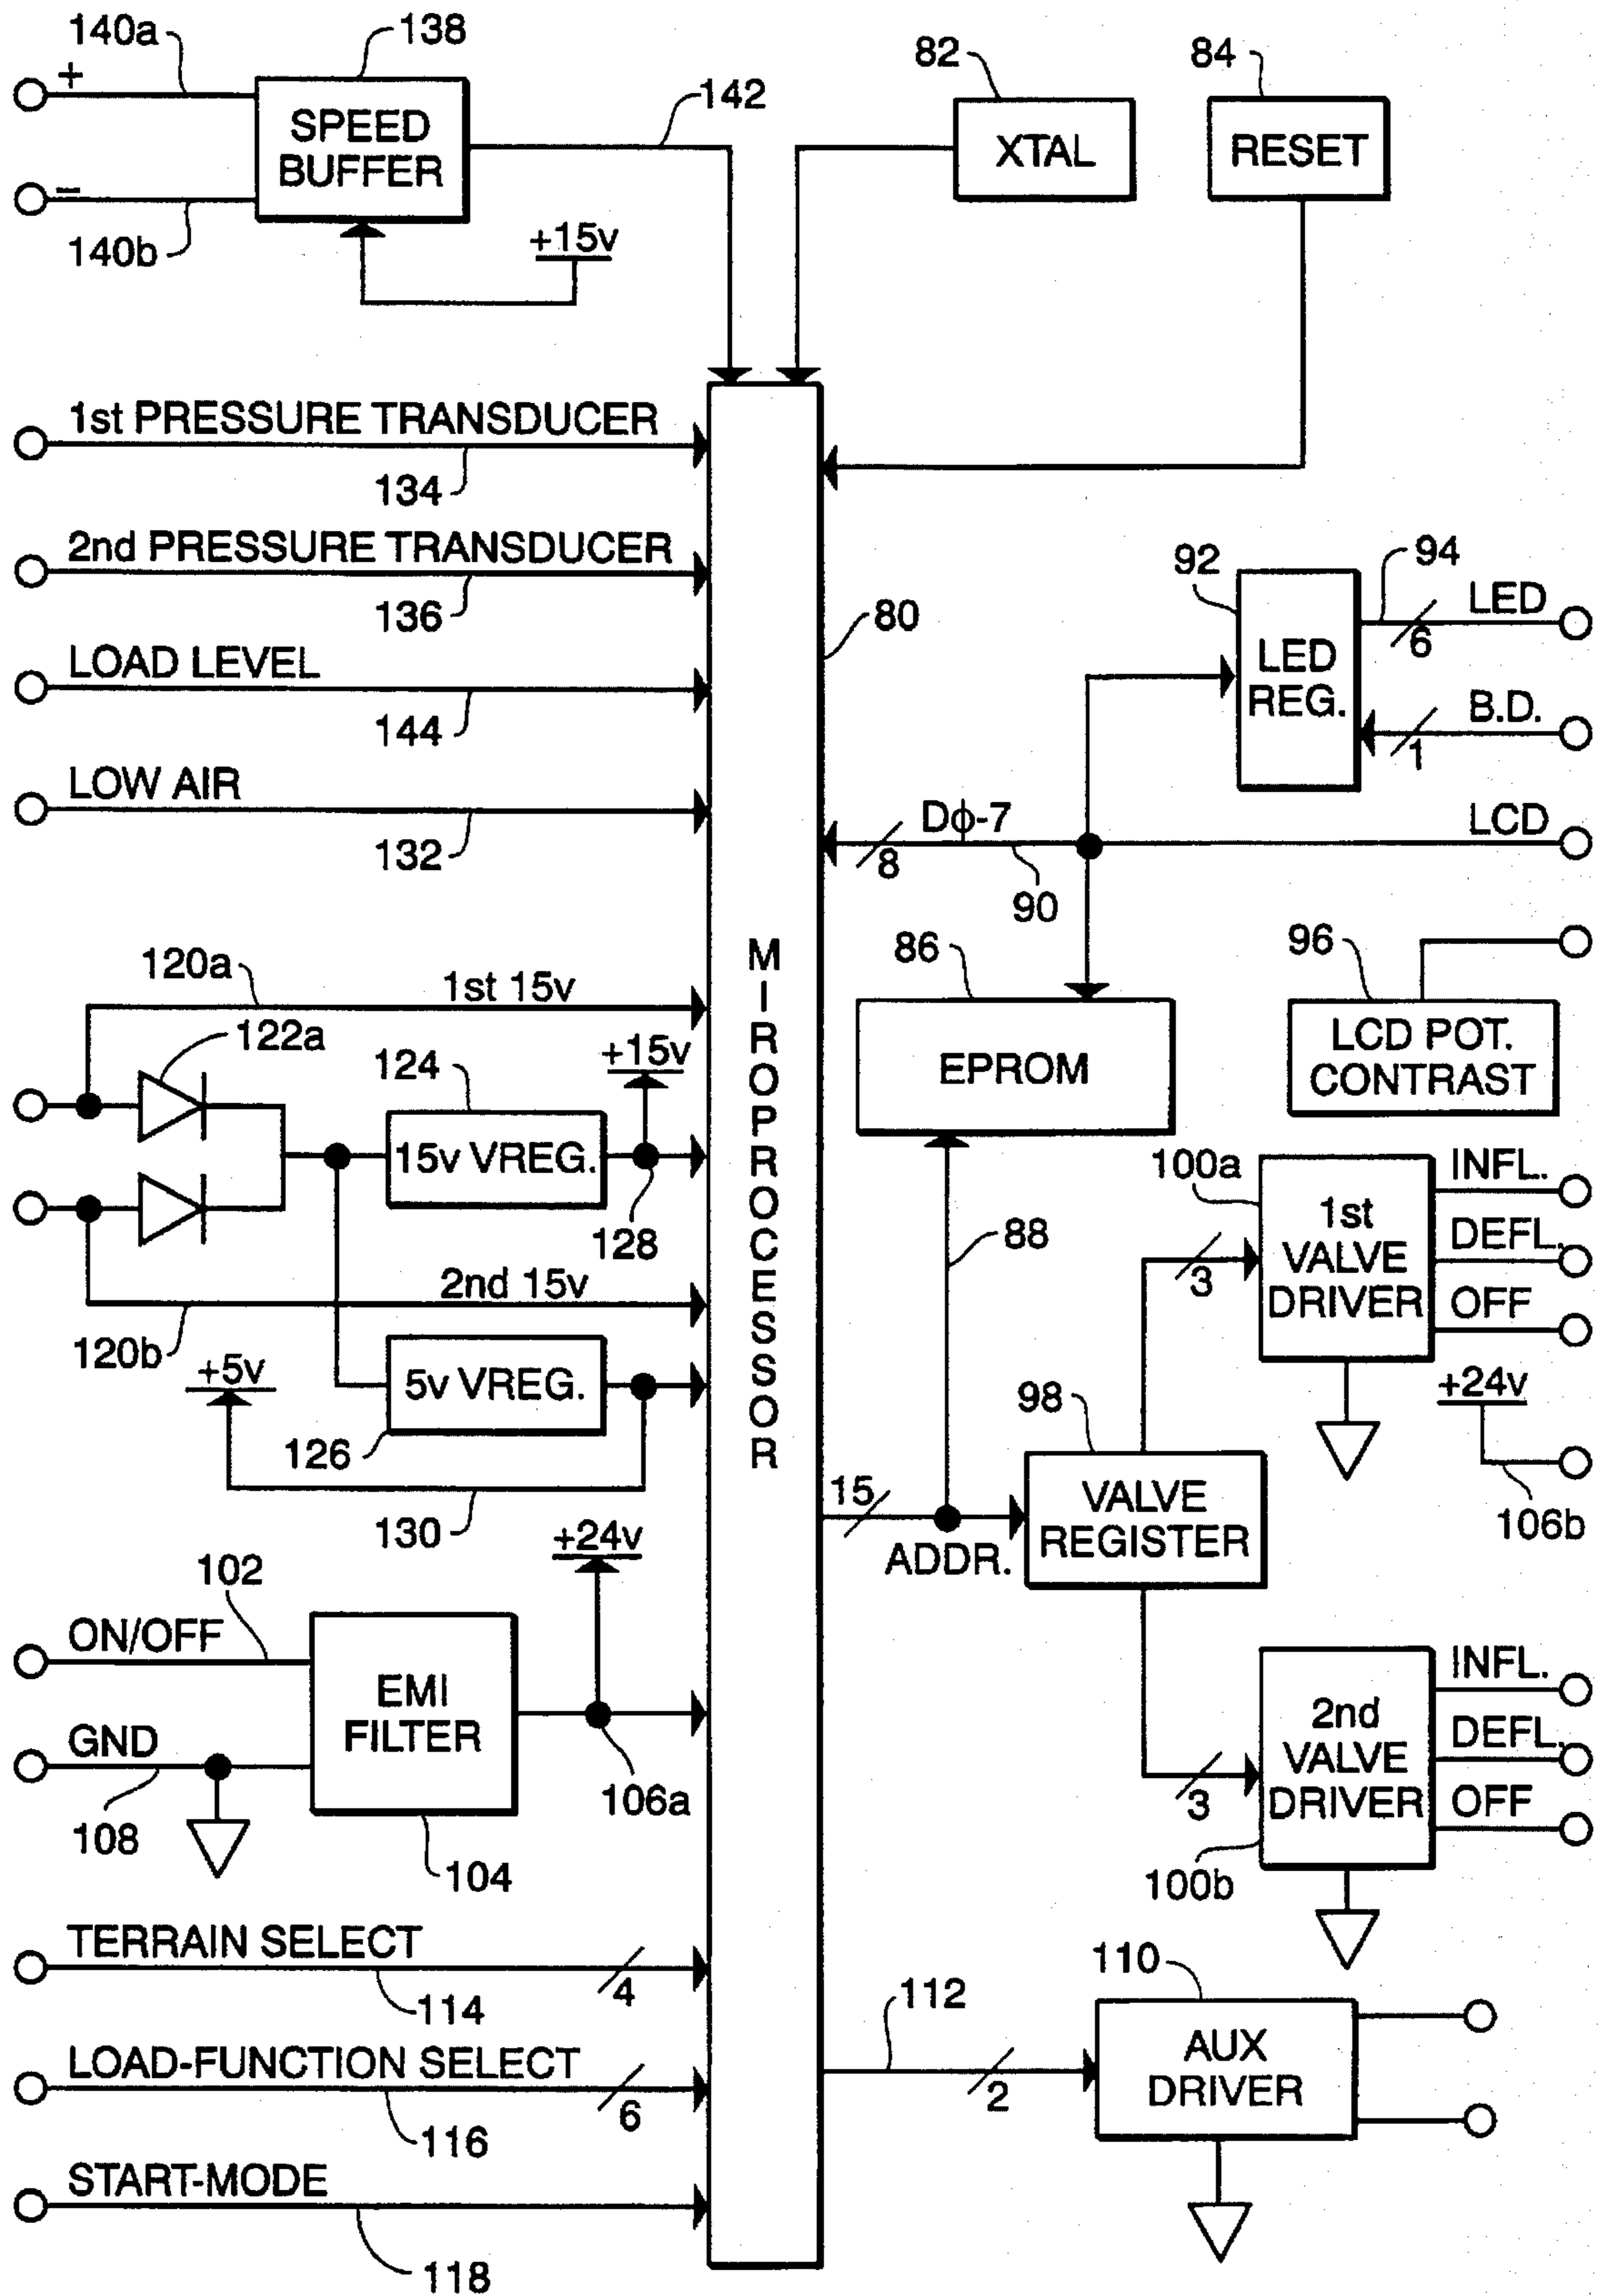 140a
138
+
SPEED
BUFFER
–
140b
142
+15v
82
XTAL
84
RESET
1st PRESSURE TRANSDUCER
134
2nd PRESSURE TRANSDUCER
136
LOAD LEVEL
144
LOW AIR
132
80
92
94
LED
REG.
LED
6
B.D.
1
Dϕ-7
8
90
LCD
86
EPROM
96
LCD POT.
CONTRAST
120a
1st 15v
122a
124
+15v
15v VREG.
128
2nd 15v
120b
+5v
5v VREG.
126
130
MIROPROCESSOR
88
100a
1st
VALVE
DRIVER
INFL.
DEFL.
OFF
3
+24v
106b
98
VALVE
REGISTER
15
ADDR.
102
ON/OFF
+24v
EMI
FILTER
GND
108
106a
104
3
2nd
VALVE
DRIVER
INFL.
DEFL.
OFF
100b
TERRAIN SELECT
4
114
LOAD-FUNCTION SELECT
6
116
START-MODE
118
112
2
110
AUX
DRIVER